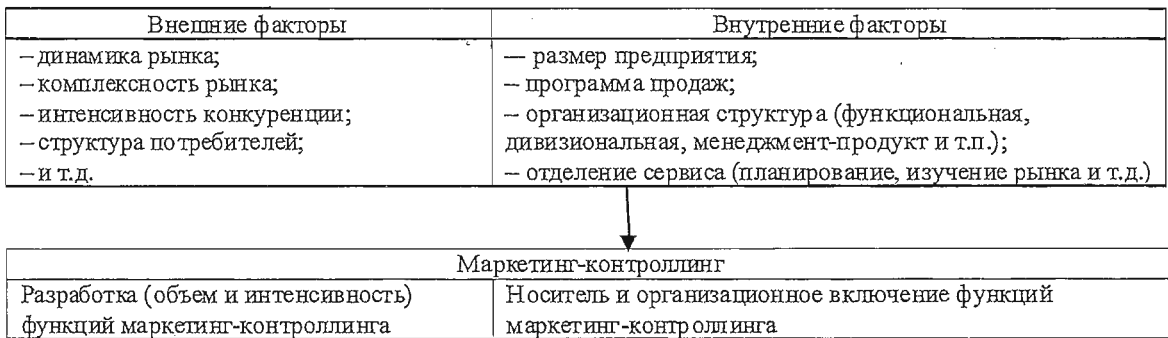 Внешние факторы
Внутренние факторы
– динамика рынка;
– комплексность рынка;
– интенсивность конкуренции;
– структура потребителей;
– и т.д.
— размер предприятия;
– программа продаж;
– организационная структура (функциональная,
дивизиональная, менеджмент-продукт и т.п.);
– отделение сервиса (планирование, изучение рынка и т.д.)
Маркетинг-контроллинг
Разработка (объем и интенсивность)
функций маркетинг-контроллинга
Носитель и организационное включение функций
маркетинг-контроллинга